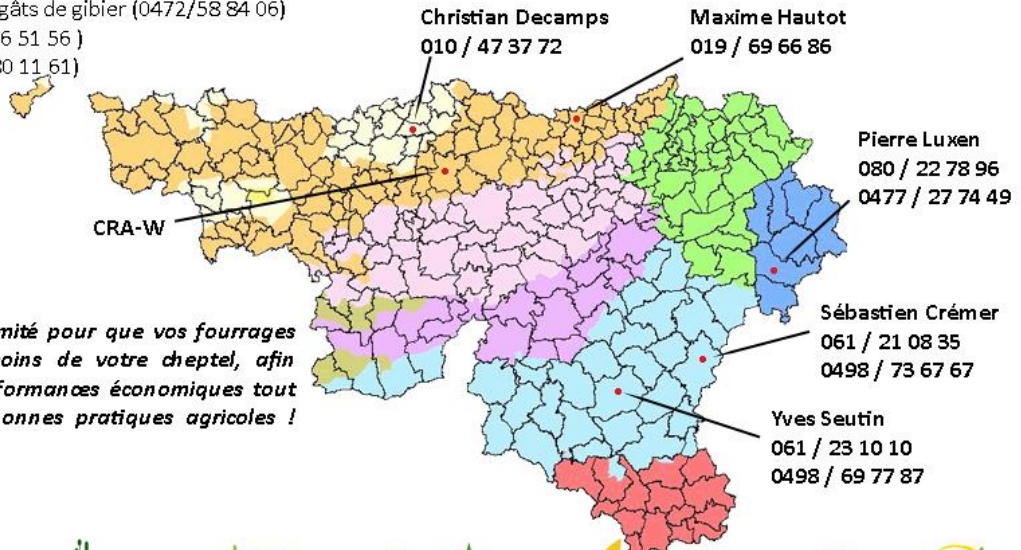 gâts de gibier (0472/58 84 06)
6 51 56 )
80 11 61)
Christian Decamps
010 / 47 37 72
Maxime Hautot
019 / 69 66 86
Pierre Luxen
080 / 22 78 96
0477 / 27 74 49
CRA-W
Sébastien Crémer
061 / 21 08 35
0498 / 73 67 67
Yves Seutin
061 / 23 10 10
0498 / 69 77 87
mité pour que vos fourrages
oins de votre cheptel, afin
formances économiques tout
onnes pratiques agricoles !